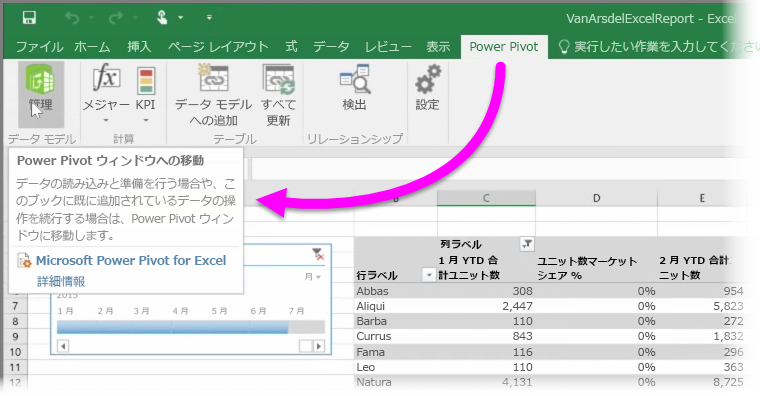 VanArsdelExcelReport - Excel
ファイル ホーム 挿入 ページ レイアウト 式 データ レビュー 表示 Power Pivot 実行したい作業を入力してください
管理 メジャー KPI データ モデル への追加 すべて 更新 検出 設定
データ モデル 計算 テーブル リレーションシップ
Power Pivot ウィンドウへの移動
データの読み込みと準備を行う場合や、こ
のブックに既に追加されているデータの操
作を続行する場合は、Power Pivot ウィン
ドウに移動します。
Microsoft Power Pivot for Excel
詳細情報
C D E
列ラベル
行ラベル 1 月 YTD 合 計ユニット数 ユニット数マーケット シェア % 2 月 YTD 合計 ニット数
月
2015
1 月 2 月 3 月 4 月 5 月 6 月 7 月
Abbas 308 0% 954
7 Aliqui 2,447 0% 5,823
8 Barba 110 0% 272
9 Currus 843 0% 1,832
10 Fama 116 0% 296
11 Leo 110 0% 363
12 Natura 4,131 0% 8,725